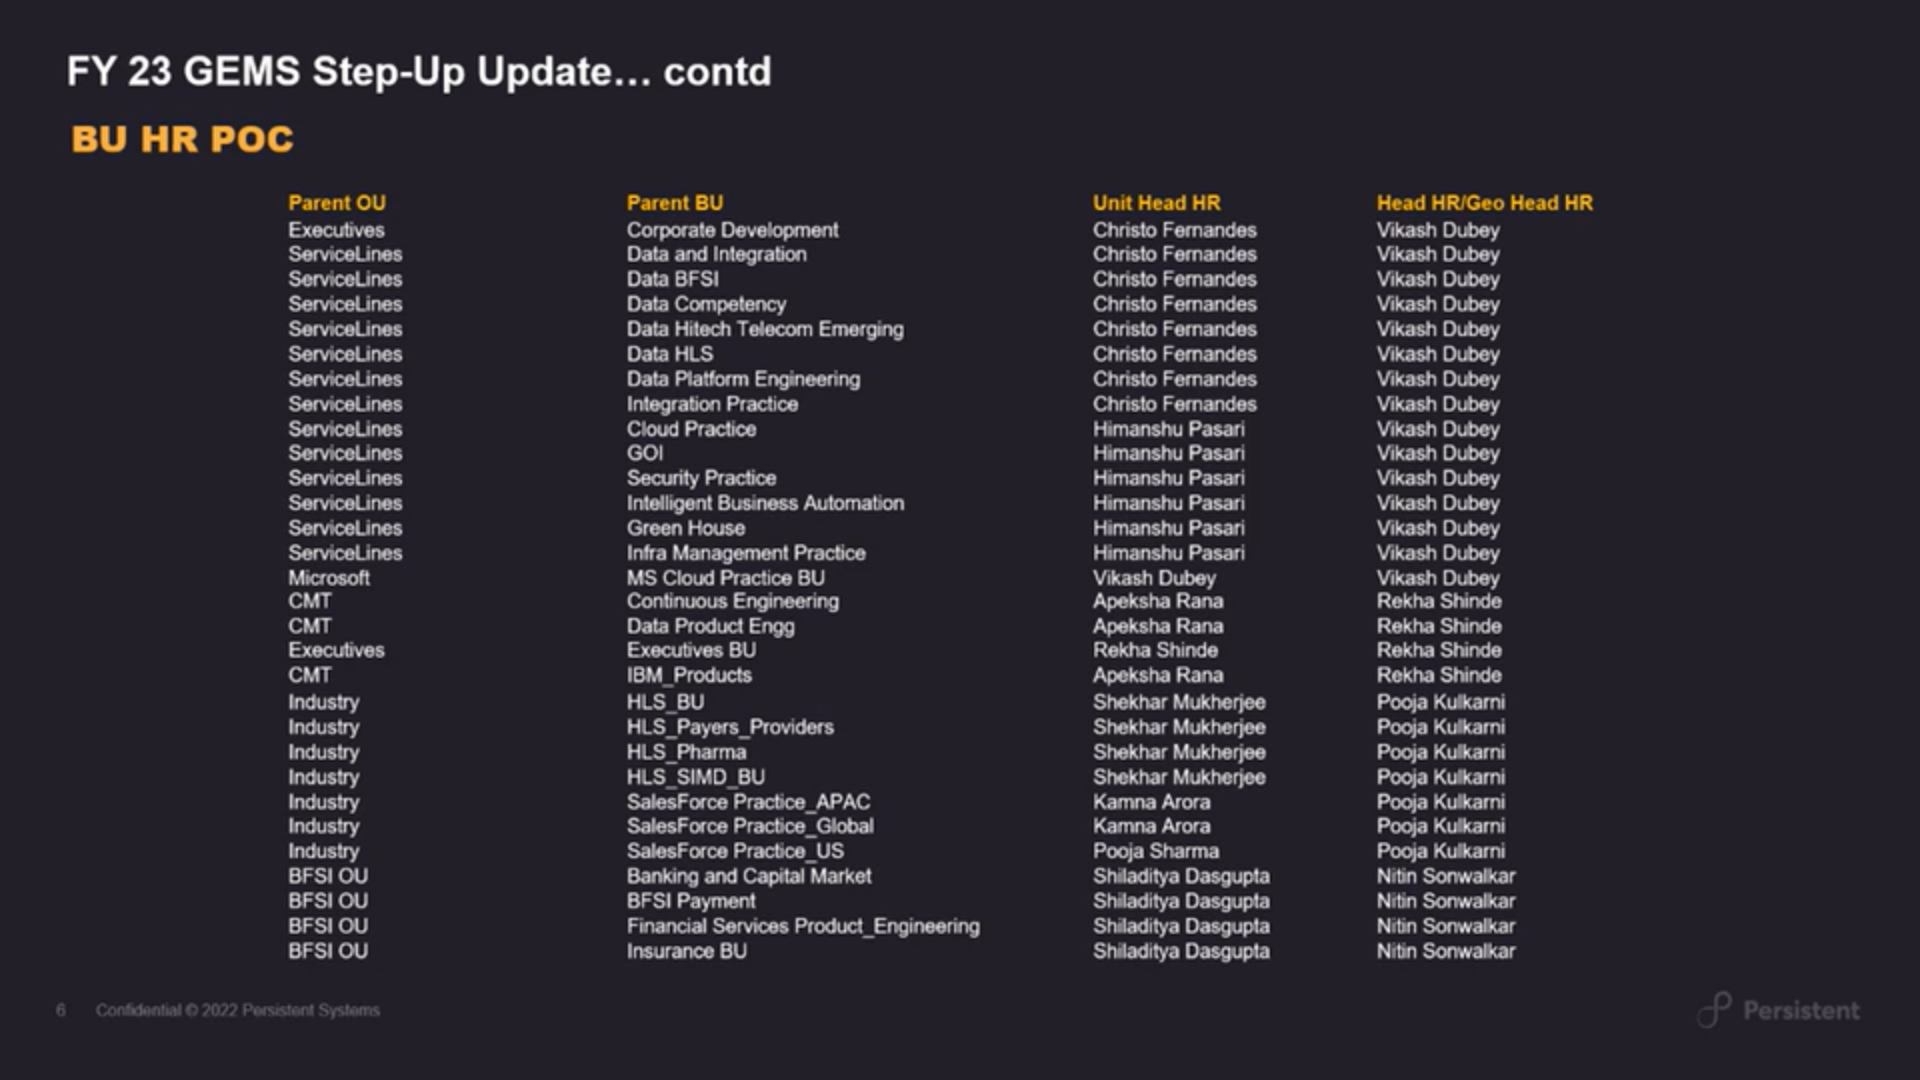 FY 23 GEMS Step-Up Update... contd
BU HR POC
Parent OU Parent BU Unit Head HR Head HR/Geo Head HR
Executives Corporate Development Christo Fernandes Vikash Dubey
ServiceLines Data and Integration Christo Fernandes Vikash Dubey
ServiceLines Data BFSI Christo Fernandes Vikash Dubey
ServiceLines Data Competency Christo Fernandes Vikash Dubey
ServiceLines Data Hitech Telecom Emerging Christo Fernandes Vikash Dubey
ServiceLines Data HLS Christo Fernandes Vikash Dubey
ServiceLines Data Platform Engineering Christo Fernandes Vikash Dubey
ServiceLines Integration Practice Christo Fernandes Vikash Dubey
ServiceLines Cloud Practice Himanshu Pasari Vikash Dubey
ServiceLines GOI Himanshu Pasari Vikash Dubey
ServiceLines Security Practice Himanshu Pasari Vikash Dubey
ServiceLines Intelligent Business Automation Himanshu Pasari Vikash Dubey
ServiceLines Green House Himanshu Pasari Vikash Dubey
ServiceLines Infra Management Practice Himanshu Pasari Vikash Dubey
Microsoft MS Cloud Practice BU Vikash Dubey Vikash Dubey
CMT Continuous Engineering Apeksha Rana Rekha Shinde
CMT Data Product Engg Apeksha Rana Rekha Shinde
Executives Executives BU Rekha Shinde Rekha Shinde
CMT IBM_Products Apeksha Rana Rekha Shinde
Industry HLS_BU Shekhar Mukherjee Pooja Kulkarni
Industry HLS_Payers_Providers Shekhar Mukherjee Pooja Kulkarni
Industry HLS_Pharma Shekhar Mukherjee Pooja Kulkarni
Industry HLS_SIMD_BU Shekhar Mukherjee Pooja Kulkarni
Industry SalesForce Practice_APAC Kamna Arora Pooja Kulkarni
Industry SalesForce Practice_Global Kamna Arora Pooja Kulkarni
Industry SalesForce Practice_US Pooja Sharma Pooja Kulkarni
BFSI OU Banking and Capital Market Shiladitya Dasgupta Nitin Sonwalkar
BFSI OU BFSI Payment Shiladitya Dasgupta Nitin Sonwalkar
BFSI OU Financial Services Product_Engineering Shiladitya Dasgupta Nitin Sonwalkar
BFSI OU Insurance BU Shiladitya Dasgupta Nitin Sonwalkar
6 Confidential © 2022 Persistent Systems
Persistent